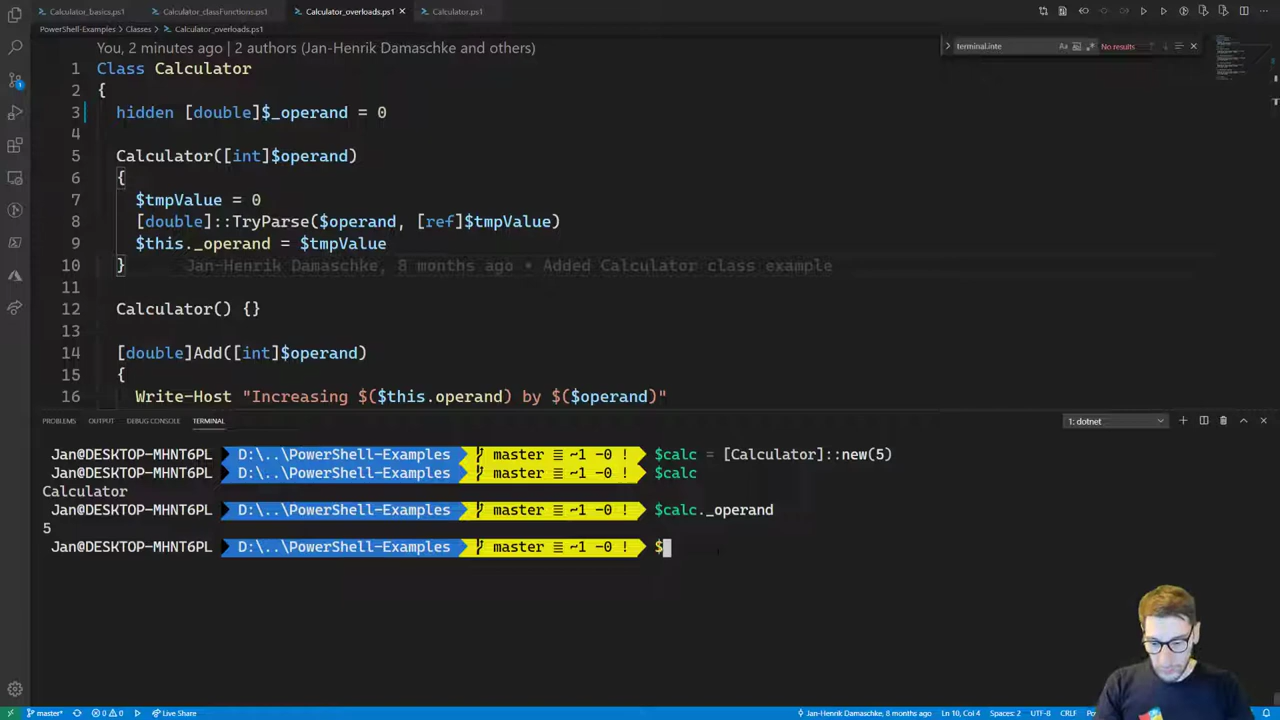 Calculator_basics.ps1 Calculator_classFunctions.ps1 Calculator_overloads.ps1 Calculator.ps1
PowerShell-Examples > Classes > Calculator_overloads.ps1
You, 2 minutes ago | 2 authors (Jan-Henrik Damaschke and others)
terminal.inte Aa No results
1 Class Calculator
2 {
3 hidden [double]$_operand = 0
4
5 Calculator([int]$operand)
6 {
7 $tmpValue = 0
8 [double]::TryParse($operand, [ref]$tmpValue)
9 $this._operand = $tmpValue
10 } Jan-Henrik Damaschke, 8 months ago • Added Calculator class example
11
12 Calculator() {}
13
14 [double]Add([int]$operand)
15 {
16 Write-Host "Increasing $($this.operand) by $($operand)"
PROBLEMS OUTPUT DEBUG CONSOLE TERMINAL 1: dotnet
Jan@DESKTOP-MHNT6PL D:\..\PowerShell-Examples master ≡ ~1 -0 ! $calc = [Calculator]::new(5)
Jan@DESKTOP-MHNT6PL D:\..\PowerShell-Examples master ≡ ~1 -0 ! $calc
Calculator
Jan@DESKTOP-MHNT6PL D:\..\PowerShell-Examples master ≡ ~1 -0 ! $calc._operand
5
Jan@DESKTOP-MHNT6PL D:\..\PowerShell-Examples master ≡ ~1 -0 ! $
master* 0 0 Live Share Jan-Henrik Damaschke, 8 months ago Ln 10, Col 4 Spaces: 2 UTF-8 CRLF